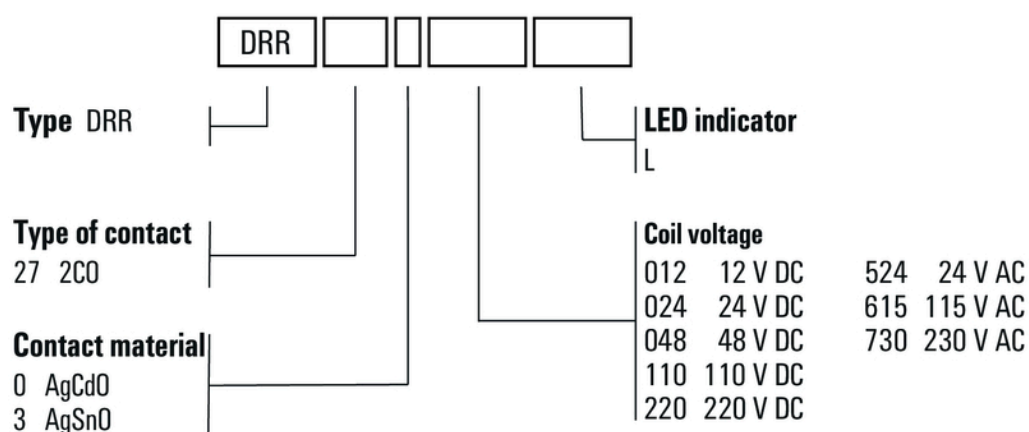 DRR
Type DRR
Type of contact
27 2CO
Contact material
0 AgCdO
3 AgSnO
LED indicator
L
Coil voltage
012 12 V DC 524 24 V AC
024 24 V DC 615 115 V AC
048 48 V DC 730 230 V AC
110 110 V DC
220 220 V DC